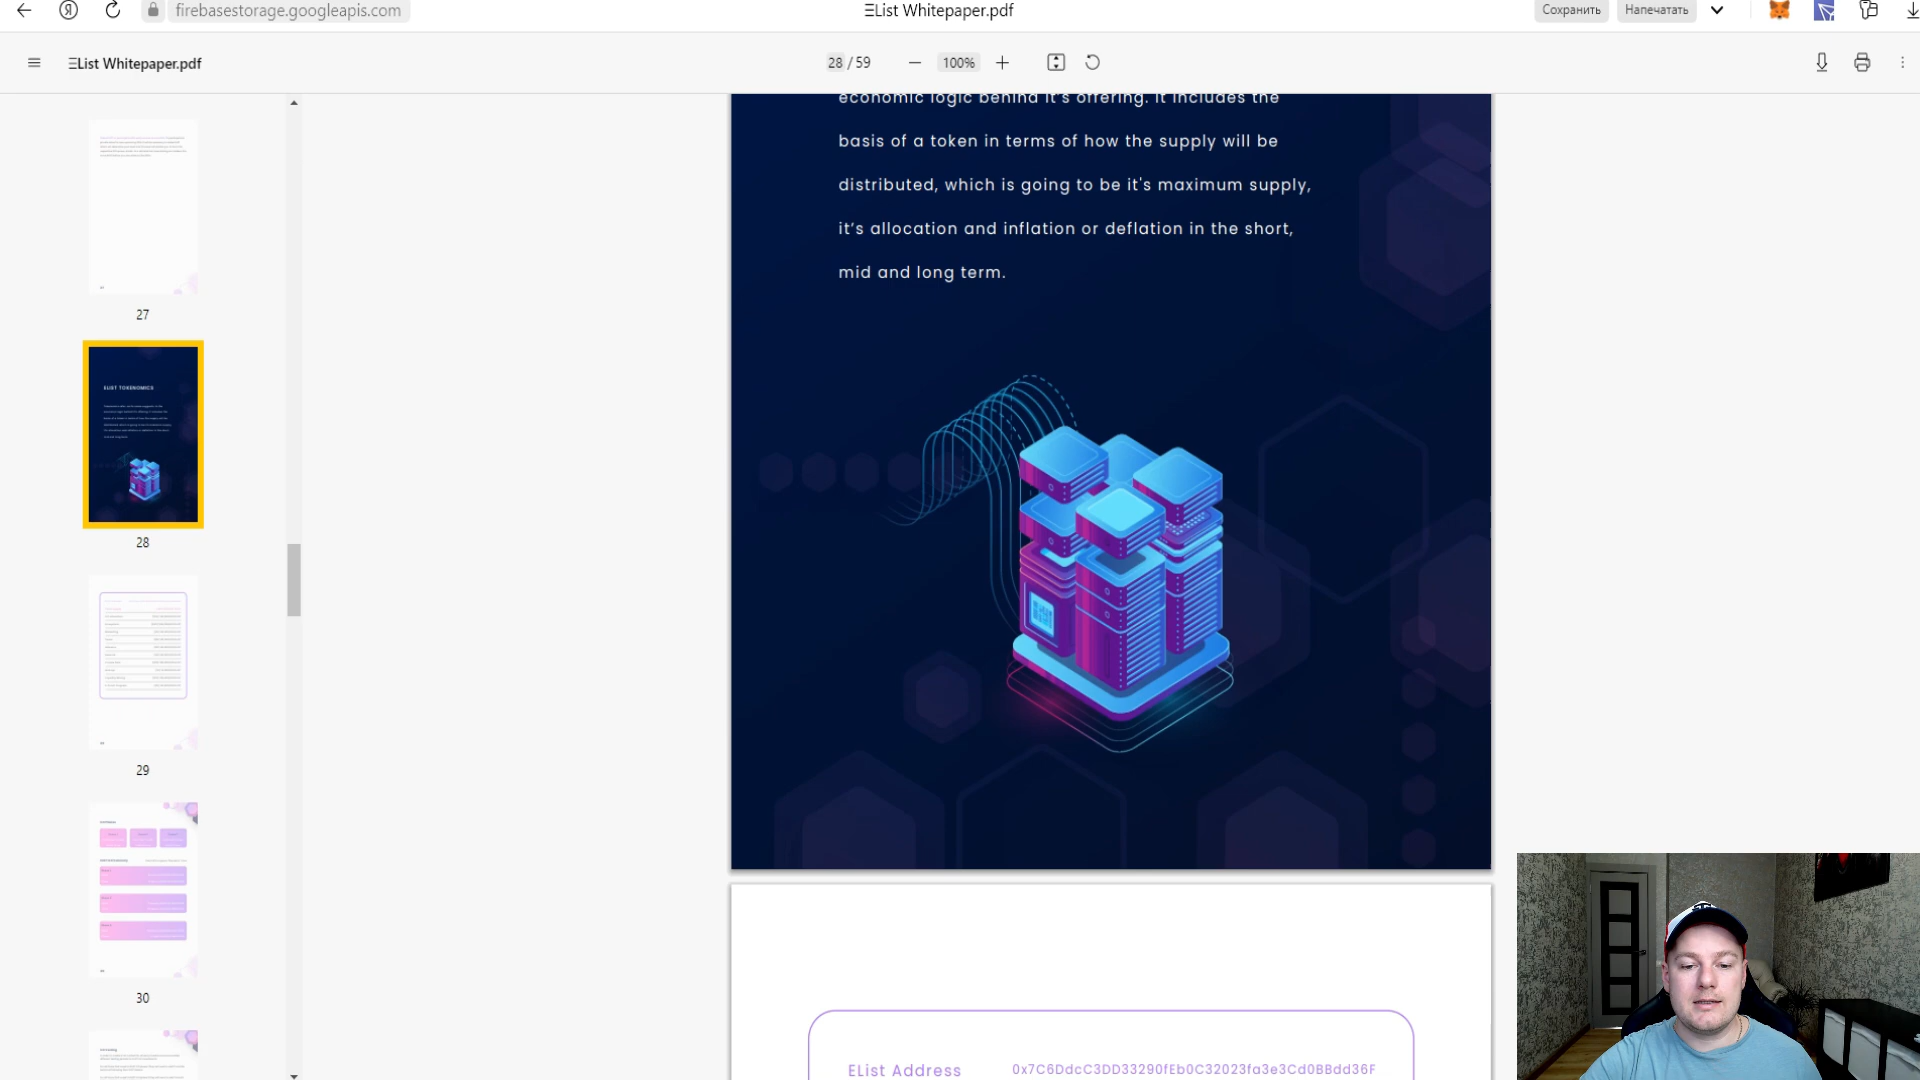 firebasestorage.googleapis.com
ΞList Whitepaper.pdf
Сохранить
Напечатать
ΞList Whitepaper.pdf
28 / 59
100%
27
ELIST TOKENOMICS
28
29
30
economic logic behind it's offering. It includes the
basis of a token in terms of how the supply will be
distributed, which is going to be it's maximum supply,
it’s allocation and inflation or deflation in the short,
mid and long term.
EList Address
0x7C6DdcC3DD33290fEb0C32023fa3e3Cd0BBdd36F